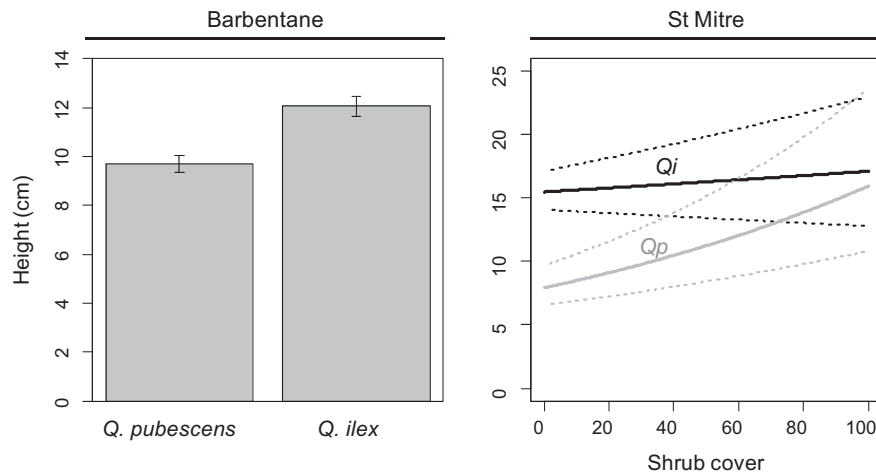 Barbentane
St Mitre
Height (cm)
14
12
10
8
6
4
2
0
Q. pubescens
Q. ilex
25
20
15
10
5
0
Qi
Qp
0 20 40 60 80 100
Shrub cover